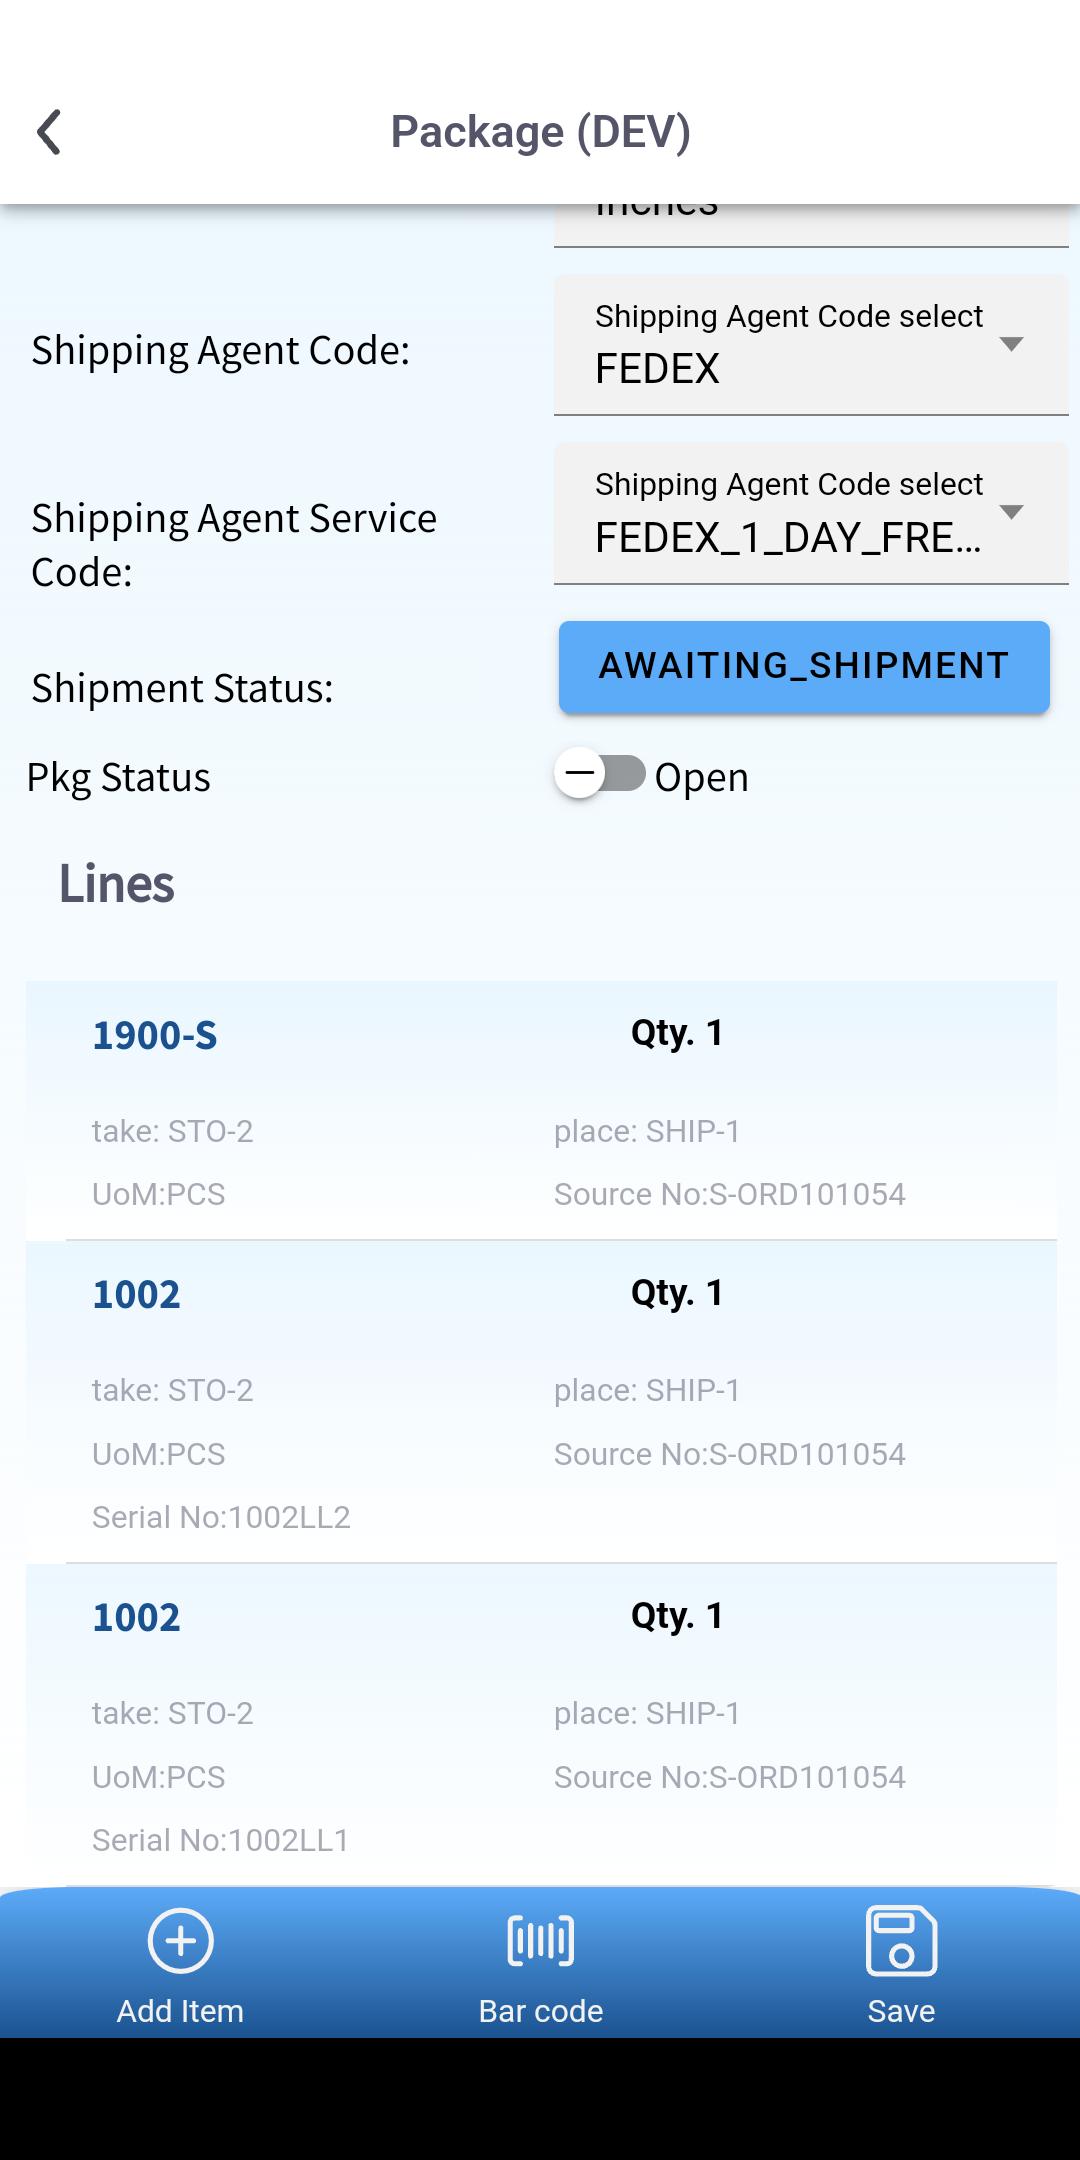 Package (DEV)
Inches
Shipping Agent Code:
Shipping Agent Code select
FEDEX
Shipping Agent Service
Code:
Shipping Agent Code select
FEDEX_1_DAY_FRE...
Shipment Status:
AWAITING_SHIPMENT
Pkg Status
Open
Lines
1900-S
Qty. 1
take: STO-2
place: SHIP-1
UoM:PCS
Source No:S-ORD101054
1002
Qty. 1
take: STO-2
place: SHIP-1
UoM:PCS
Source No:S-ORD101054
Serial No:1002LL2
1002
Qty. 1
take: STO-2
place: SHIP-1
UoM:PCS
Source No:S-ORD101054
Serial No:1002LL1
Add Item
Bar code
Save